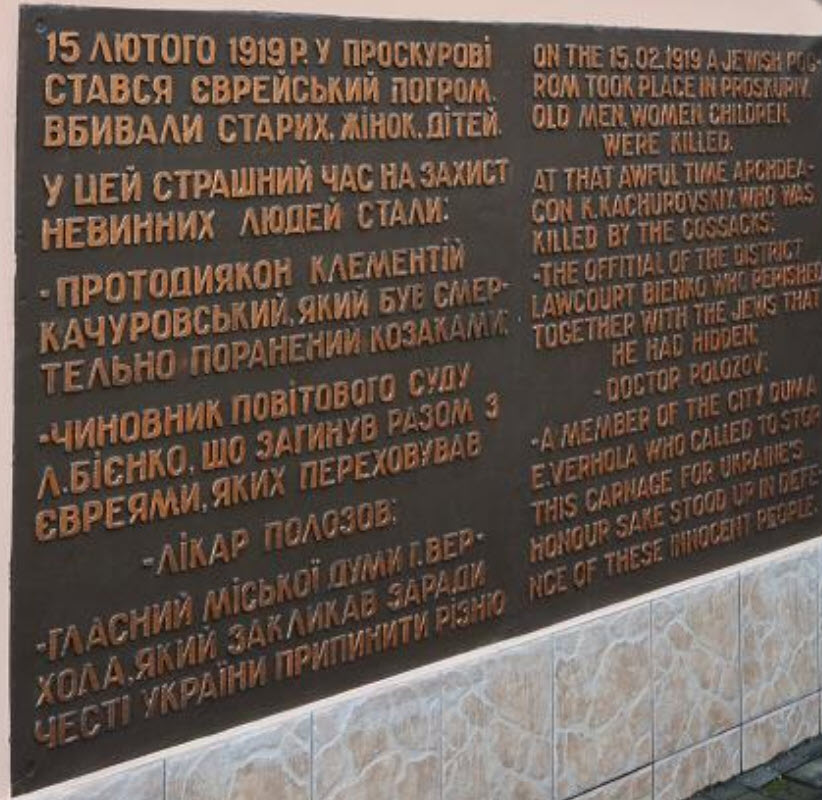 15 ЛЮТОГО 1919 Р. У ПРОСКУРОВІ
СТАВСЯ ЄВРЕЙСЬКИЙ ПОГРОМ.
ВБИВАЛИ СТАРИХ, ЖІНОК, ДІТЕЙ.
У ЦЕЙ СТРАШНИЙ ЧАС НА ЗАХИСТ
НЕВИННИХ ЛЮДЕЙ СТАЛИ:
-ПРОТОДИЯКОН КЛЕМЕНТІЙ
КАЧУРОВСЬКИЙ, ЯКИЙ БУВ СМЕР-
ТЕЛЬНО ПОРАНЕНИЙ КОЗАКАМИ;
-ЧИНОВНИК ПОВІТОВОГО СУДУ
Л.БІЄНКО, ЩО ЗАГИНУВ РАЗОМ З
ЄВРЕЯМИ, ЯКИХ ПЕРЕХОВУВАВ
-ЛІКАР ПОЛОЗОВ;
-ГЛАСНИЙ МІСЬКОЇ ДУМИ Г.ВЕР-
ХОЛА, ЯКИЙ ЗАКЛИКАВ ЗАРАДИ
ЧЕСТІ УКРАЇНИ ПРИПИНИТИ РІЗНЮ
ON THE 15.02.1919 A JEWISH POG-
ROM TOOK PLACE IN PROSKURIV.
OLD MEN, WOMEN, CHILDREN,
WERE KILLED.
AT THAT AWFUL TIME ARCHDEA-
CON K.KACHUROVSKIY, WHO WAS
KILLED BY THE COSSACKS;
-THE OFFITIAL OF THE DISTRICT
LAWCOURT BIENKO WHO PERISHED
TOGETHER WITH THE JEWS THAT
HE HAD HIDDEN;
-DOCTOR POLOZOV;
-A MEMBER OF THE CITY DUMA
E.VERHOLA WHO CALLED TO STOP
THIS CARNAGE FOR UKRAINE'S
HONOUR SAKE STOOD UP IN DEFE-
NCE OF THESE INNOCENT PEOPLE.